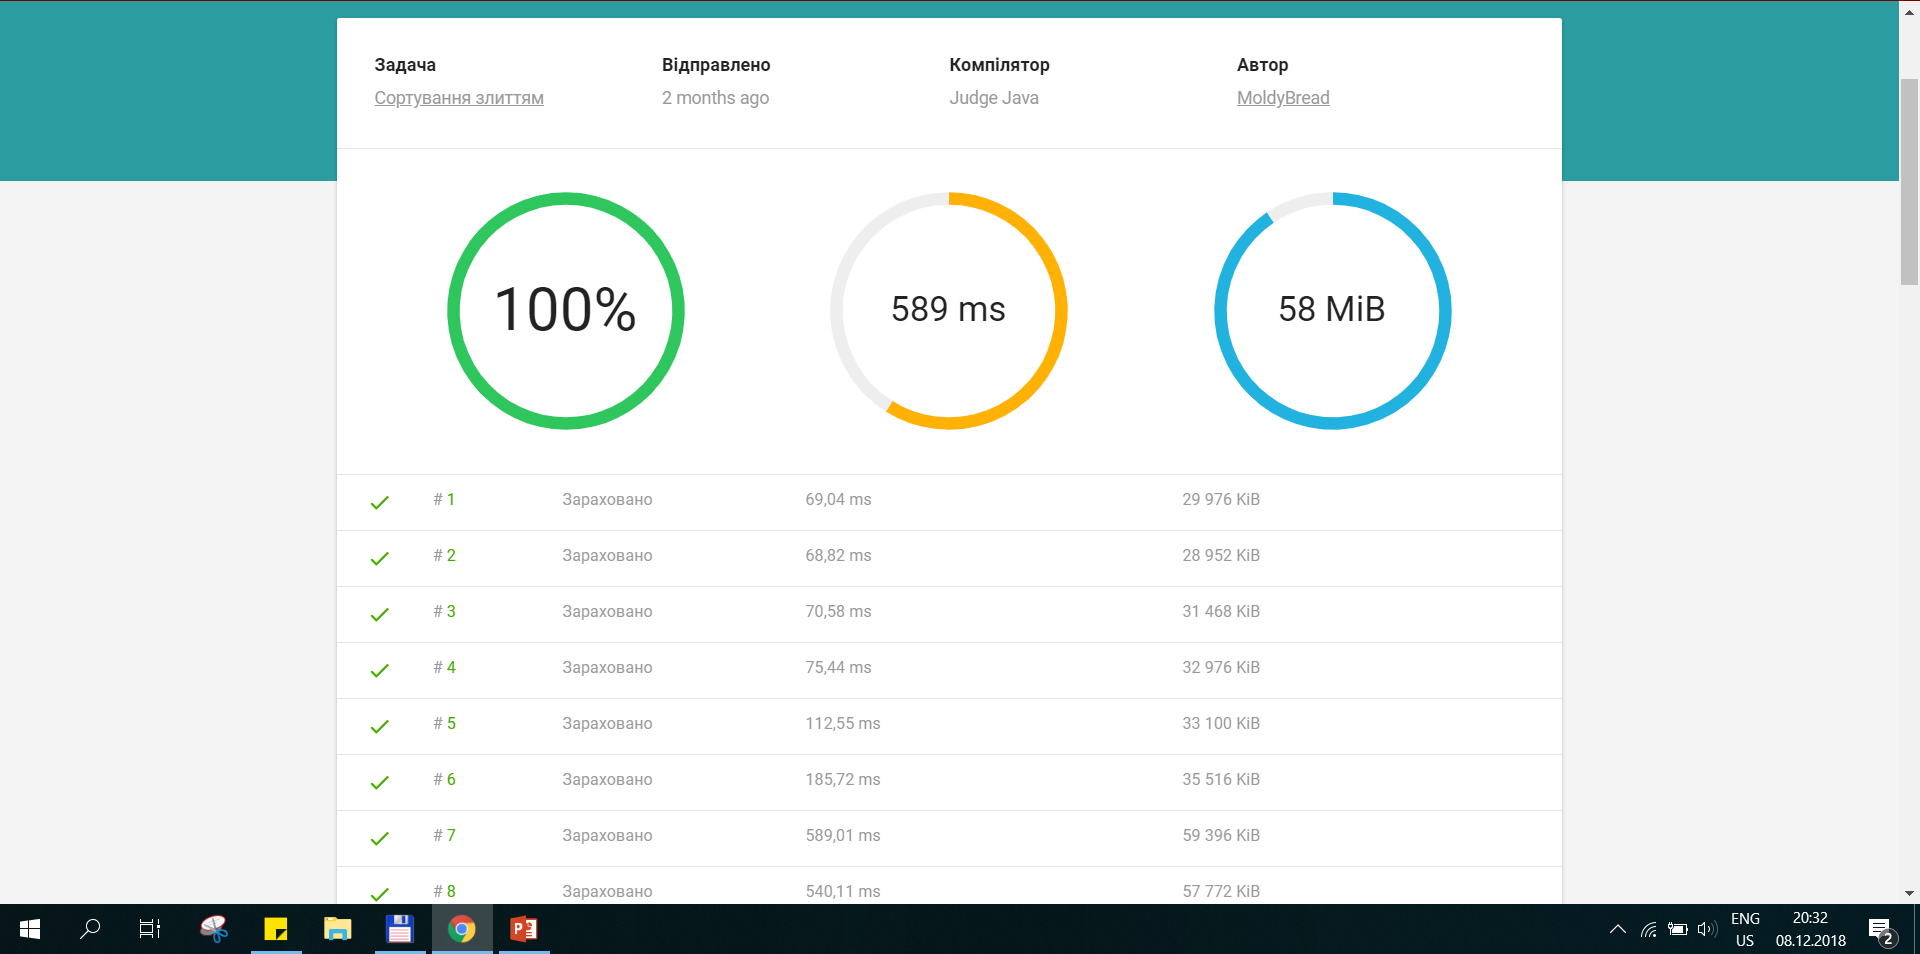 Задача Відправлено Компілятор Автор
Сортування злиттям 2 months ago Judge Java MoldyBread
100% 589 ms 58 MiB
# 1 Зараховано 69,04 ms 29 976 KiB
# 2 Зараховано 68,82 ms 28 952 KiB
# 3 Зараховано 70,58 ms 31 468 KiB
# 4 Зараховано 75,44 ms 32 976 KiB
# 5 Зараховано 112,55 ms 33 100 KiB
# 6 Зараховано 185,72 ms 35 516 KiB
# 7 Зараховано 589,01 ms 59 396 KiB
# 8 Зараховано 540,11 ms 57 772 KiB
ENG 20:32
US 08.12.2018 2